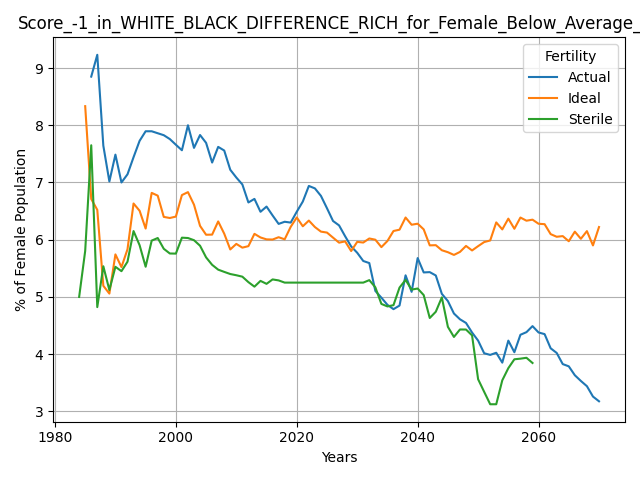 Score_-1_in_WHITE_BLACK_DIFFERENCE_RICH_for_Female_Below_Average_
Fertility
Actual
Ideal
Sterile
% of Female Population
9
8
7
6
5
4
3
1980
2000
2020
2040
2060
Years